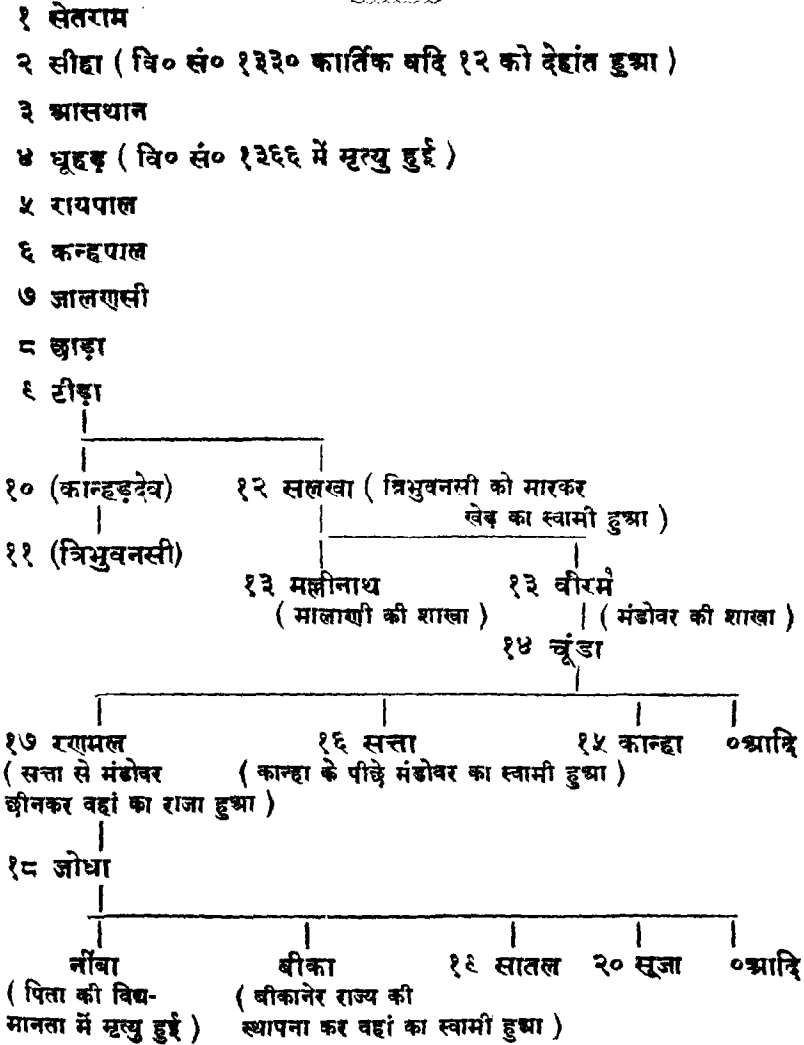 १ सेतराम
२ सीहा ( वि० सं० १३३० कार्तिक वदि १२ को देहांत हुआ )
३ आसथान
४ धूहड़ ( वि० सं० १३६६ में मृत्यु हुई )
५ रायपाल
६ कन्हपाल
७ जालणसी
८ छाड़ा
९ टीड़ा
१० (कान्हड़देव) १२ सलखा ( त्रिभुवनसी को मारकर
खेड़ का स्वामी हुआ )
११ (त्रिभुवनसी)
१३ मल्लीनाथ १३ वीरम
( मालाणी की शाखा ) ( मंडोवर की शाखा )
१४ चूंडा
१७ रणमल १६ सत्ता १५ कान्हा ०आदि
( सत्ता से मंडोवर ( कान्हा के पीछे मंडोवर का स्वामी हुआ )
छीनकर वहां का राजा हुआ )
१८ जोधा
नींबा बीका १९ सातल २० सूजा ०आदि
( पिता की विद्य- ( बीकानेर राज्य की
मानता में मृत्यु हुई ) स्थापना कर वहां का स्वामी हुआ )